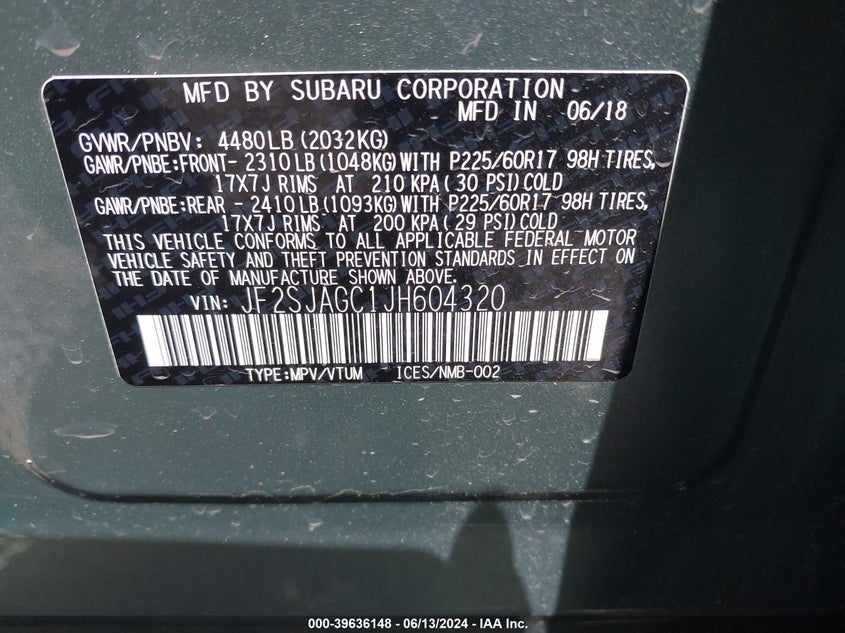 MFD BY SUBARU CORPORATION
MFD IN 06/18
GVWR/PNBV: 4480LB(2032KG)
GAWR/PNBE:FRONT- 2310LB(1048KG)WITH P225/60R17 98H TIRES,
17X7J RIMS AT 210 KPA(30 PSI)COLD
GAWR/PNBE:REAR - 2410LB(1093KG)WITH P225/60R17 98H TIRES,
17X7J RIMS AT 200 KPA(29 PSI)COLD
THIS VEHICLE CONFORMS TO ALL APPLICABLE FEDERAL MOTOR
VEHICLE SAFETY AND THEFT PREVENTION STANDARDS IN EFFECT ON
THE DATE OF MANUFACTURE SHOWN ABOVE.
VIN: JF2SJAGC1JH604320
TYPE:MPV/VTUM ICES/NMB-002
000-39636148 - 06/13/2024 - IAA Inc.